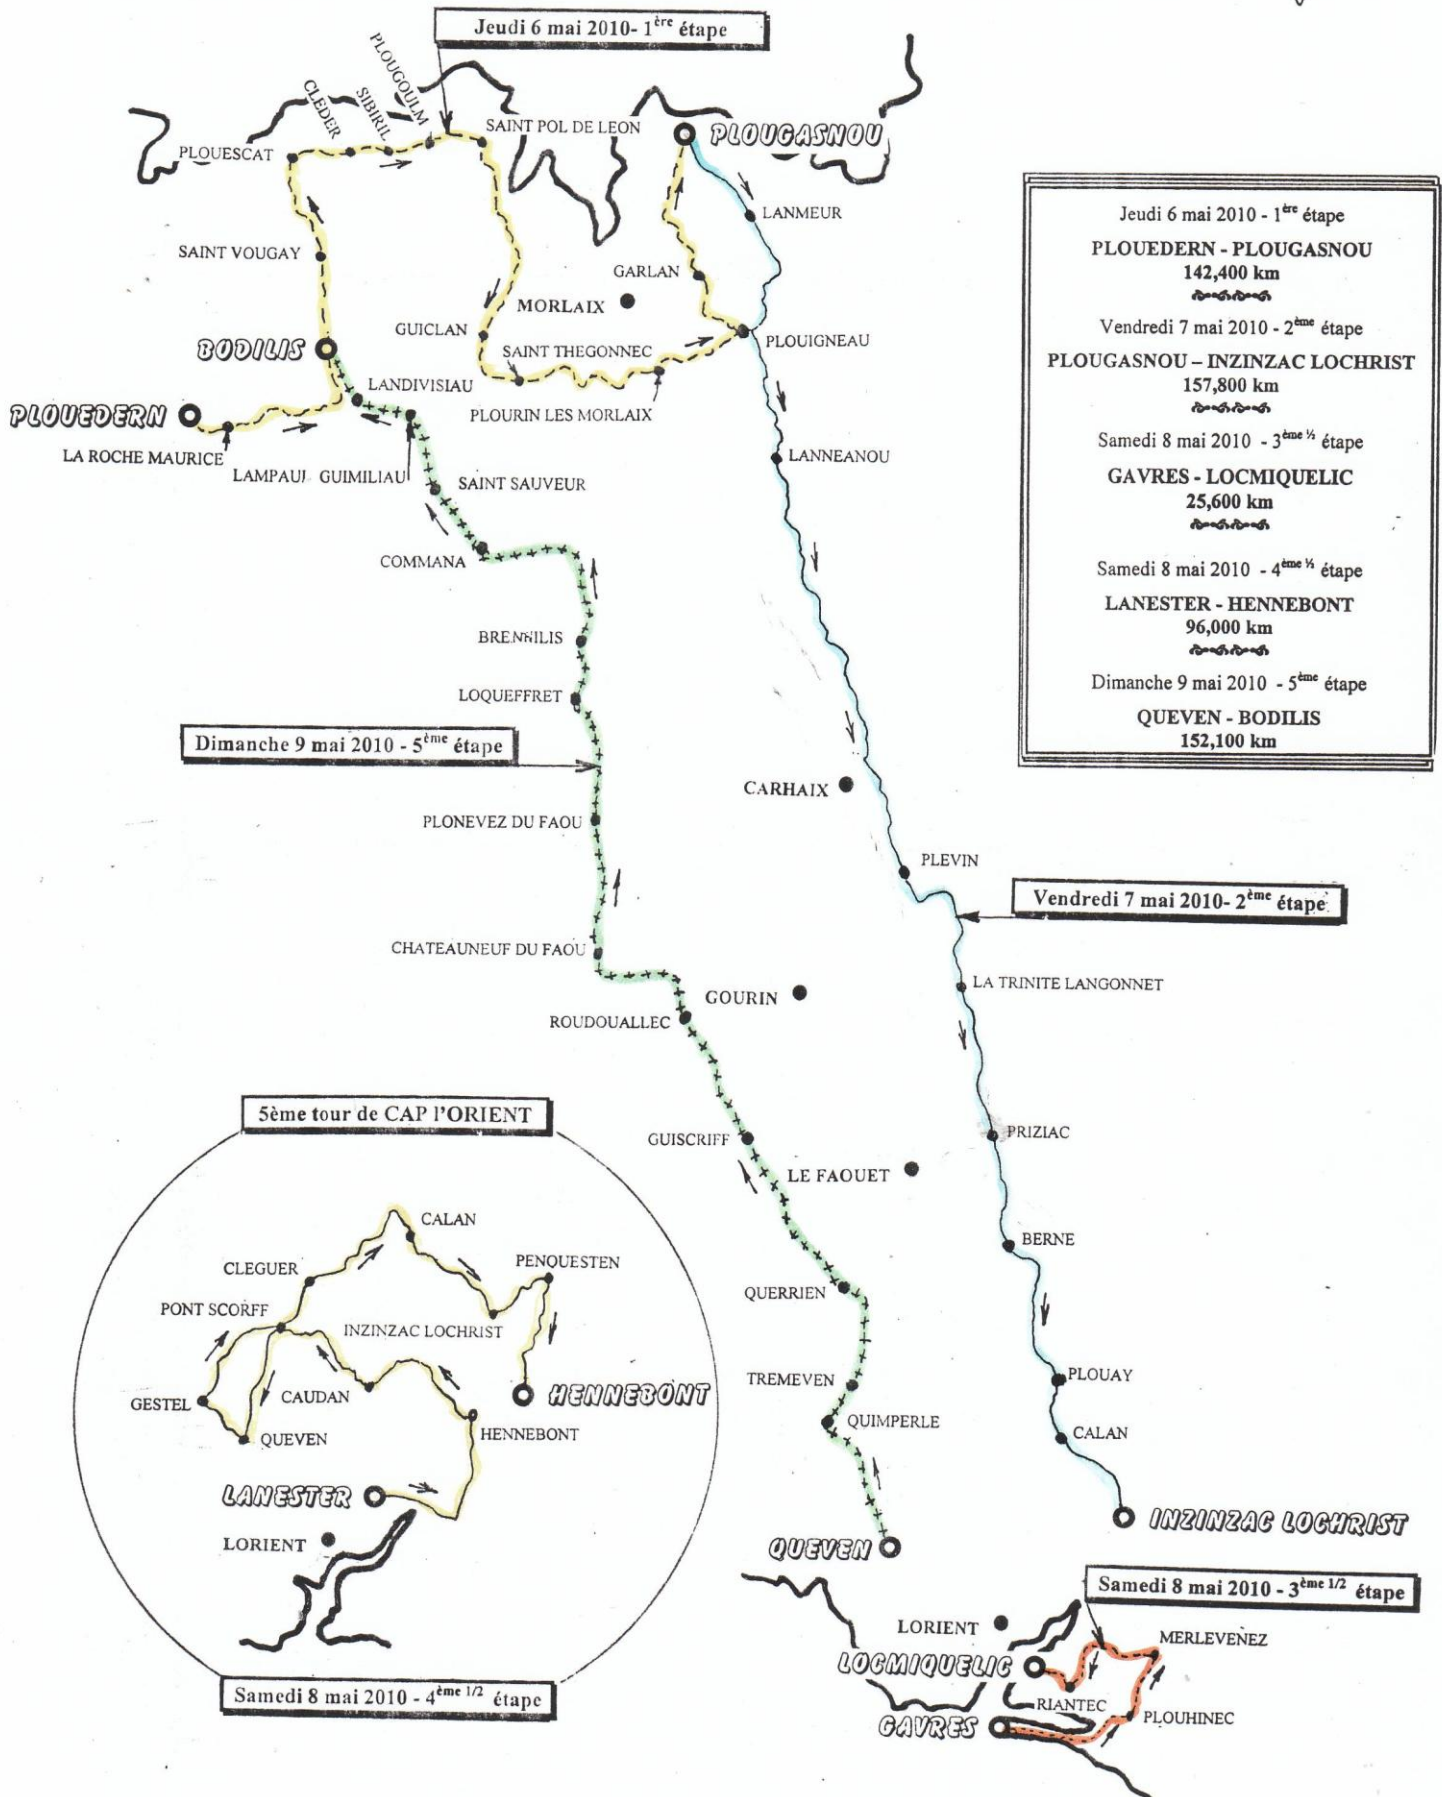 Jeudi 6 mai 2010- 1ère étape
PLOUGOULM
SIBIRIL
CLEDER
SAINT POL DE LEON
PLOUGASNOU
PLOUESCAT
LANMEUR
SAINT VOUGAY
GARLAN
MORLAIX
GUICLAN
PLOUIGNEAU
BODILIS
SAINT THEGONNEC
LANDIVISIAU
PLOUEDERN
PLOURIN LES MORLAIX
LA ROCHE MAURICE
LAMPAUL GUIMILIAU
LANNEANOU
SAINT SAUVEUR
COMMANA
BRENNILIS
LOQUEFFRET
Dimanche 9 mai 2010 - 5ème étape
CARHAIX
PLONEVEZ DU FAOU
PLEVIN
Vendredi 7 mai 2010- 2ème étape
CHATEAUNEUF DU FAOU
LA TRINITE LANGONNET
GOURIN
ROUDOUALLEC
PRIZIAC
GUISCRIFF
LE FAOUET
BERNE
QUERRIEN
PLOUAY
TREMEVEN
QUIMPERLE
CALAN
INZINZAC LOCHRIST
QUEVEN
Jeudi 6 mai 2010 - 1ère étape
PLOUEDERN - PLOUGASNOU
142,400 km
Vendredi 7 mai 2010 - 2ème étape
PLOUGASNOU – INZINZAC LOCHRIST
157,800 km
Samedi 8 mai 2010 - 3ème ½ étape
GAVRES - LOCMIQUELIC
25,600 km
Samedi 8 mai 2010 - 4ème ½ étape
LANESTER - HENNEBONT
96,000 km
Dimanche 9 mai 2010 - 5ème étape
QUEVEN - BODILIS
152,100 km
5ème tour de CAP l'ORIENT
CALAN
CLEGUER
PENQUESTEN
PONT SCORFF
INZINZAC LOCHRIST
GESTEL
CAUDAN
HENNEBONT
QUEVEN
HENNEBONT
LANESTER
LORIENT
Samedi 8 mai 2010 - 4ème 1/2 étape
Samedi 8 mai 2010 - 3ème 1/2 étape
LORIENT
MERLEVENEZ
LOCMIQUELIC
RIANTEC
PLOUHINEC
GAVRES